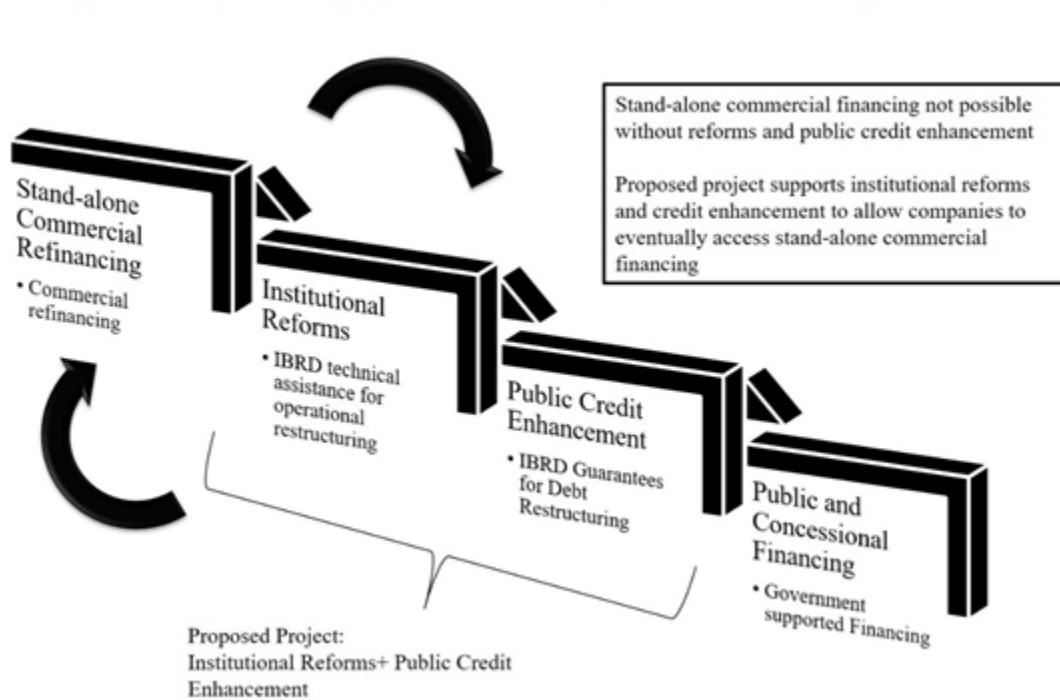 Stand-alone
Commercial
Refinancing
• Commercial
refinancing
Institutional
Reforms
• IBRD technical
assistance for
operational
restructuring
Public Credit
Enhancement
• IBRD Guarantees
for Debt
Restructuring
Public and
Concessional
Financing
• Government
supported Financing
Stand-alone commercial financing not possible
without reforms and public credit enhancement
Proposed project supports institutional reforms
and credit enhancement to allow companies to
eventually access stand-alone commercial
financing
Proposed Project:
Institutional Reforms+ Public Credit
Enhancement